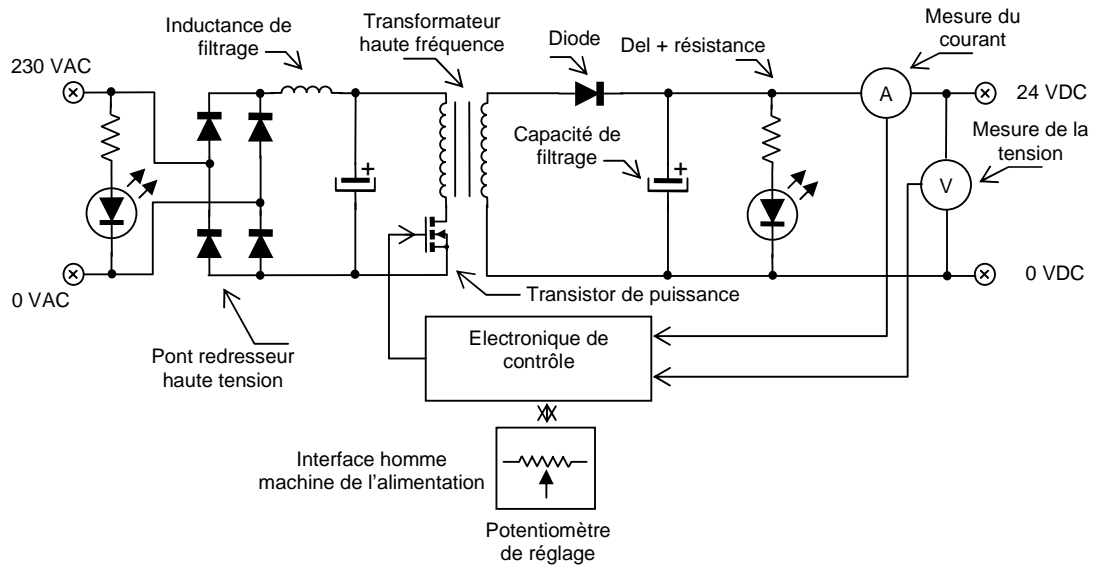 Inductance de
filtrage
Transformateur
haute fréquence
Diode
Del + résistance
Mesure du
courant
230 VAC
A
24 VDC
Capacité de
filtrage
+
+
Mesure de la
tension
V
0 VAC
0 VDC
Transistor de puissance
Pont redresseur
haute tension
Electronique de
contrôle
Interface homme
machine de l'alimentation
Potentiomètre
de réglage